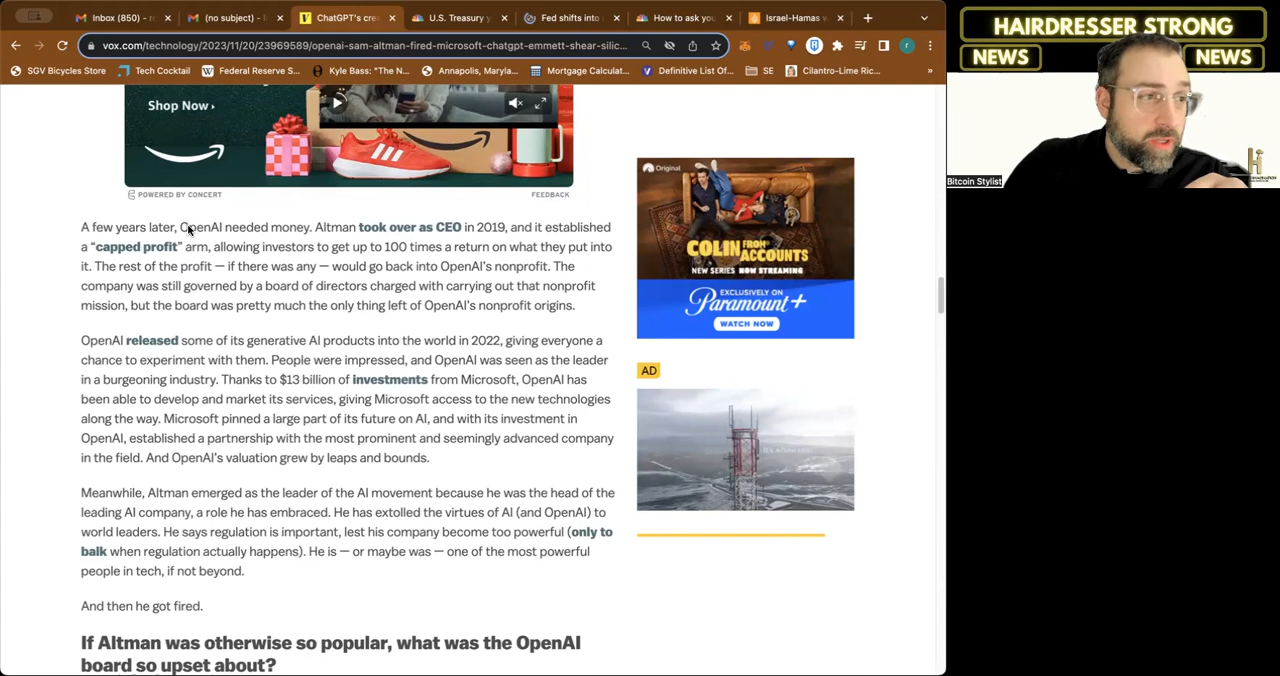 Inbox (850) - r
(no subject) - l
ChatGPT's cre
U.S. Treasury y
Fed shifts into
How to ask you
Israel-Hamas w
vox.com/technology/2023/11/20/23969589/openai-sam-altman-fired-microsoft-chatgpt-emmett-shear-silic...
SGV Bicycles Store
Tech Cocktail
Federal Reserve S...
Kyle Bass: "The N...
Annapolis, Maryla...
Mortgage Calculat...
Definitive List Of...
SE
Cilantro-Lime Ric...
HAIRDRESSER STRONG
NEWS
NEWS
Bitcoin Stylist
Shop Now ›
POWERED BY CONCERT
FEEDBACK
A few years later, OpenAI needed money. Altman took over as CEO in 2019, and it established
a “capped profit” arm, allowing investors to get up to 100 times a return on what they put into
it. The rest of the profit — if there was any — would go back into OpenAI’s nonprofit. The
company was still governed by a board of directors charged with carrying out that nonprofit
mission, but the board was pretty much the only thing left of OpenAI’s nonprofit origins.
OpenAI released some of its generative AI products into the world in 2022, giving everyone a
chance to experiment with them. People were impressed, and OpenAI was seen as the leader
in a burgeoning industry. Thanks to $13 billion of investments from Microsoft, OpenAI has
been able to develop and market its services, giving Microsoft access to the new technologies
along the way. Microsoft pinned a large part of its future on AI, and with its investment in
OpenAI, established a partnership with the most prominent and seemingly advanced company
in the field. And OpenAI’s valuation grew by leaps and bounds.
Meanwhile, Altman emerged as the leader of the AI movement because he was the head of the
leading AI company, a role he has embraced. He has extolled the virtues of AI (and OpenAI) to
world leaders. He says regulation is important, lest his company become too powerful (only to
balk when regulation actually happens). He is — or maybe was — one of the most powerful
people in tech, if not beyond.
And then he got fired.
If Altman was otherwise so popular, what was the OpenAI
board so upset about?
Original
COLIN FROM ACCOUNTS
NEW SERIES NOW STREAMING
EXCLUSIVELY ON
Paramount+
WATCH NOW
AD